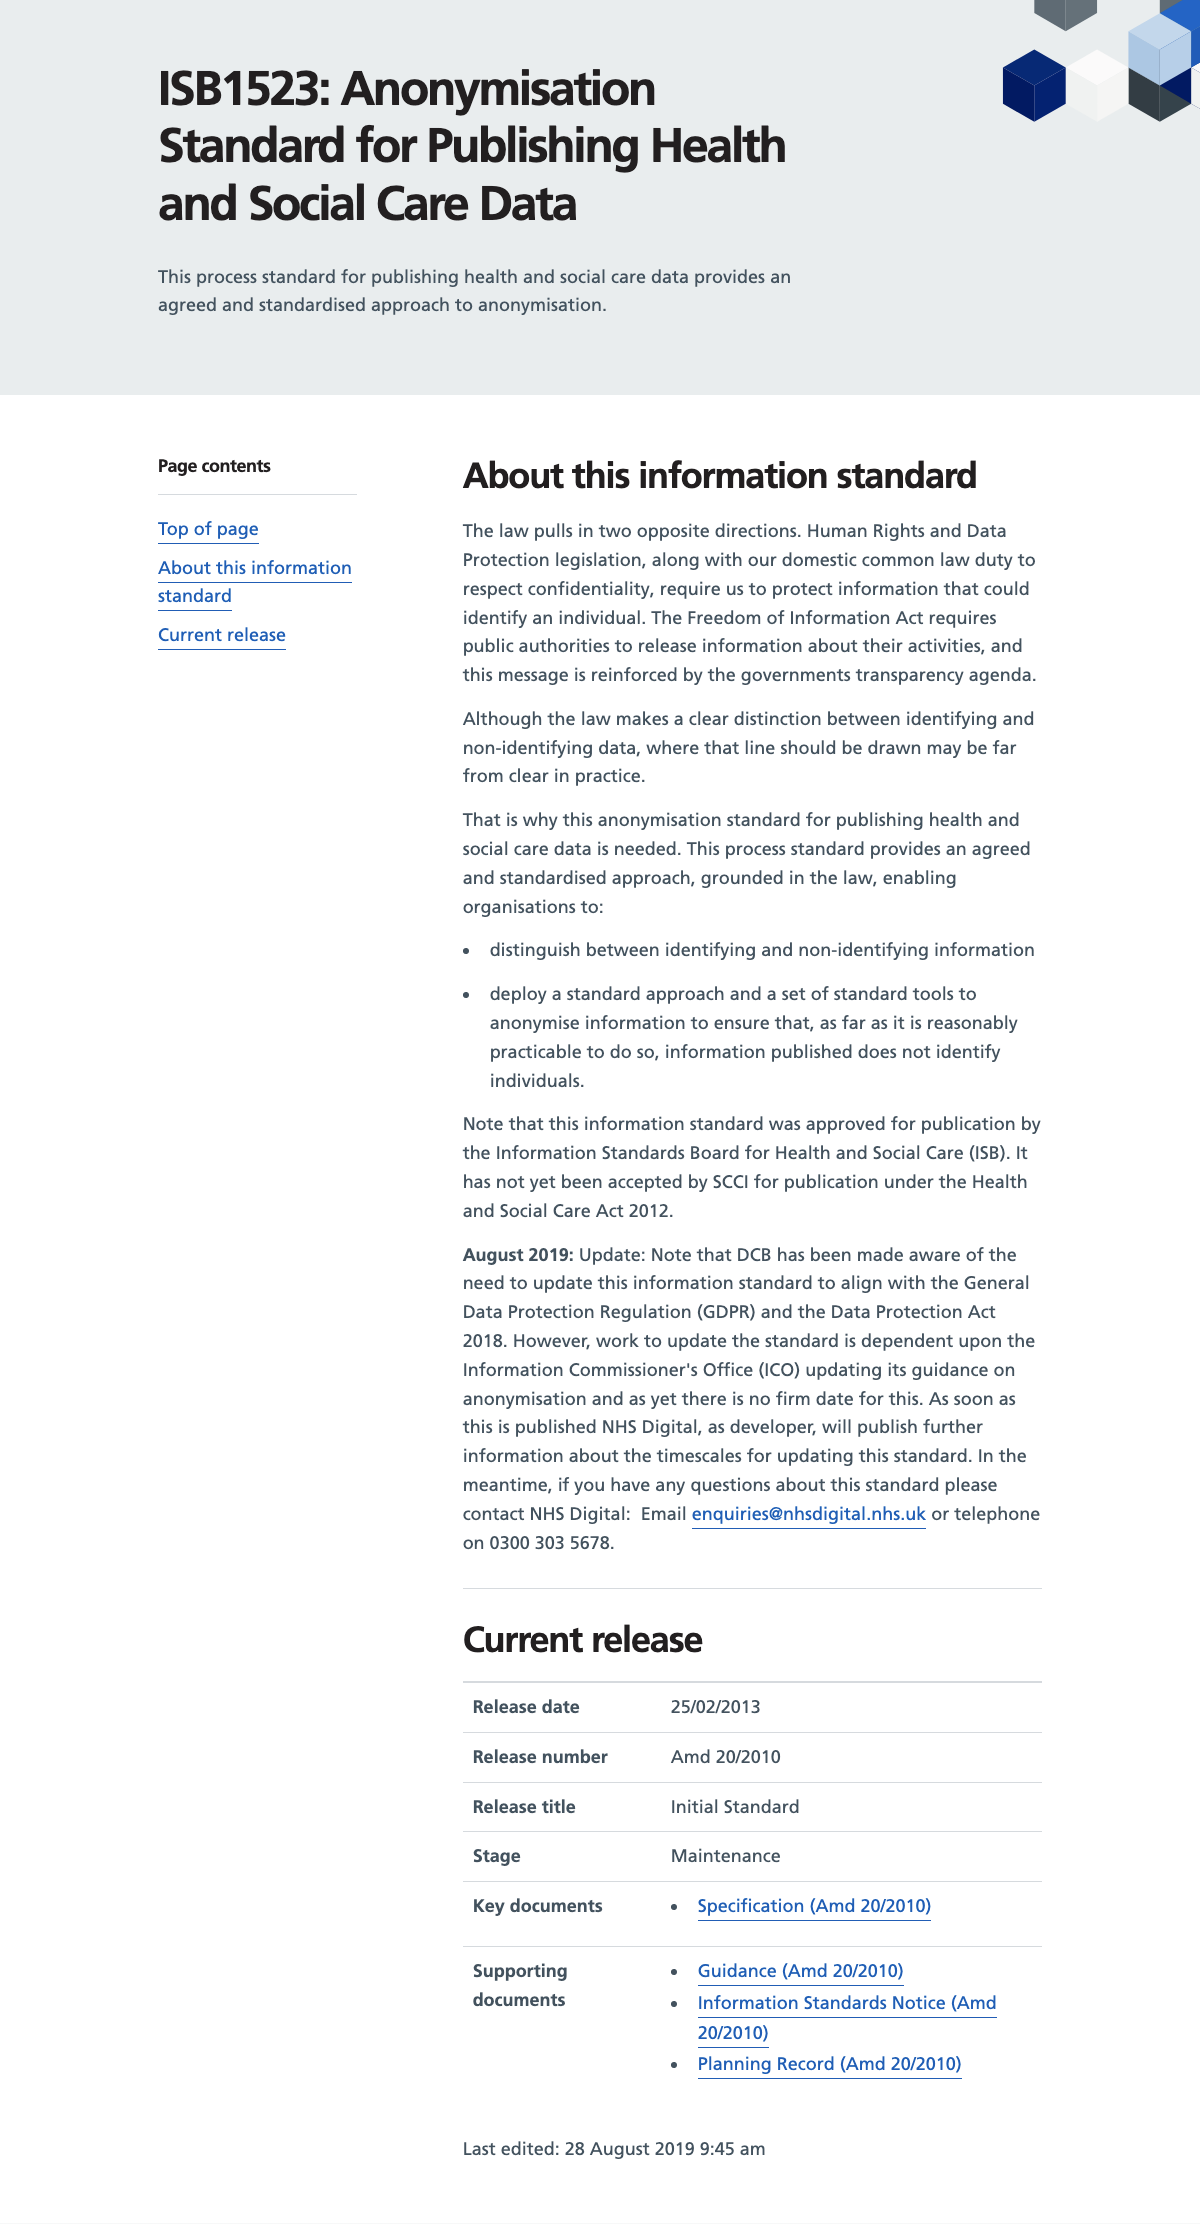 ISB1523: Anonymisation
Standard for Publishing Health
and Social Care Data
This process standard for publishing health and social care data provides an
agreed and standardised approach to anonymisation.
Page contents
Top of page
About this information
standard
Current release
About this information standard
The law pulls in two opposite directions. Human Rights and Data
Protection legislation, along with our domestic common law duty to
respect confidentiality, require us to protect information that could
identify an individual. The Freedom of Information Act requires
public authorities to release information about their activities, and
this message is reinforced by the governments transparency agenda.
Although the law makes a clear distinction between identifying and
non-identifying data, where that line should be drawn may be far
from clear in practice.
That is why this anonymisation standard for publishing health and
social care data is needed. This process standard provides an agreed
and standardised approach, grounded in the law, enabling
organisations to:
• distinguish between identifying and non-identifying information
• deploy a standard approach and a set of standard tools to
anonymise information to ensure that, as far as it is reasonably
practicable to do so, information published does not identify
individuals.
Note that this information standard was approved for publication by
the Information Standards Board for Health and Social Care (ISB). It
has not yet been accepted by SCCI for publication under the Health
and Social Care Act 2012.
August 2019: Update: Note that DCB has been made aware of the
need to update this information standard to align with the General
Data Protection Regulation (GDPR) and the Data Protection Act
2018. However, work to update the standard is dependent upon the
Information Commissioner's Office (ICO) updating its guidance on
anonymisation and as yet there is no firm date for this. As soon as
this is published NHS Digital, as developer, will publish further
information about the timescales for updating this standard. In the
meantime, if you have any questions about this standard please
contact NHS Digital:  Email enquiries@nhsdigital.nhs.uk or telephone
on 0300 303 5678.
Current release
Release date 25/02/2013
Release number Amd 20/2010
Release title Initial Standard
Stage Maintenance
Key documents • Specification (Amd 20/2010)
Supporting
documents
• Guidance (Amd 20/2010)
• Information Standards Notice (Amd
20/2010)
• Planning Record (Amd 20/2010)
Last edited: 28 August 2019 9:45 am